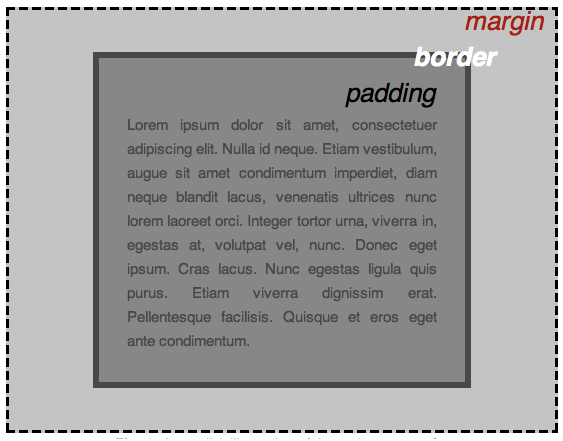 margin
border
padding
Lorem ipsum dolor sit amet, consectetuer
adipiscing elit. Nulla id neque. Etiam vestibulum,
augue sit amet condimentum imperdiet, diam
neque blandit lacus, venenatis ultrices nunc
lorem laoreet orci. Integer tortor urna, viverra in,
egestas at, volutpat vel, nunc. Donec eget
ipsum. Cras lacus. Nunc egestas ligula quis
purus. Etiam viverra dignissim erat.
Pellentesque facilisis. Quisque et eros eget
ante condimentum.